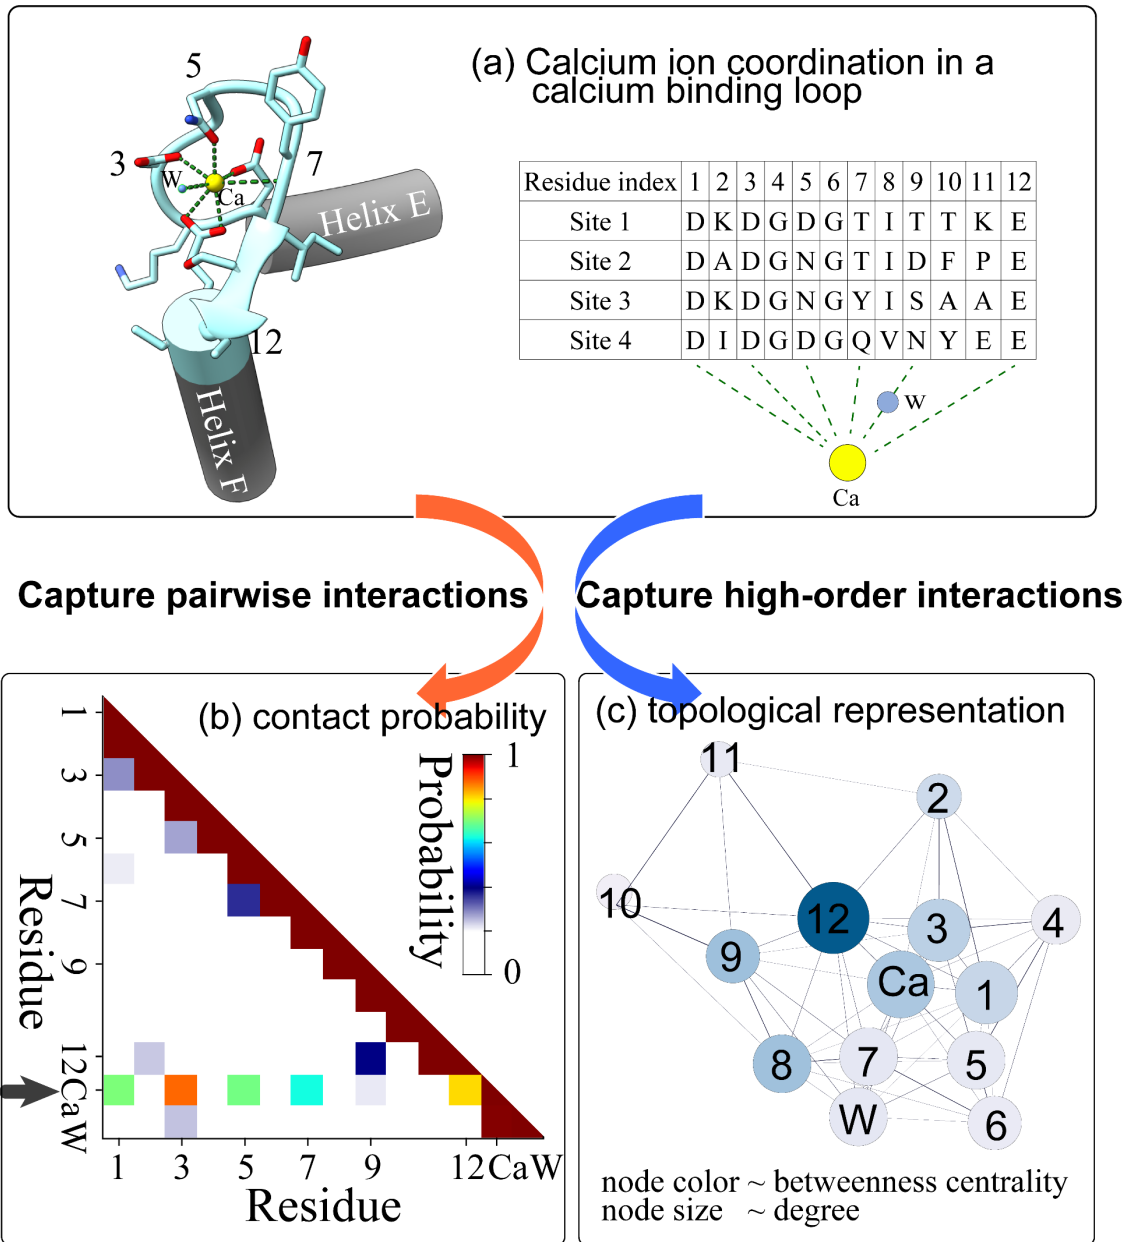 (a) Calcium ion coordination in a
calcium binding loop
5
3
7
W
Ca
Helix E
12
Helix F
Residue index 1 2 3 4 5 6 7 8 9 10 11 12
Site 1 D K D G D G T I T T K E
Site 2 D A D G N G T I D F P E
Site 3 D K D G N G Y I S A A E
Site 4 D I D G D G Q V N Y E E
W
Ca
Capture pairwise interactions
Capture high-order interactions
(b) contact probability
Probability
1
0
Residue
1
3
5
7
9
12
Ca
W
1 3 5 7 9 12 Ca W
Residue
(c) topological representation
11
2
10
12
3
4
9
Ca
1
8
7
5
W
6
node color ~ betweenness centrality
node size ~ degree